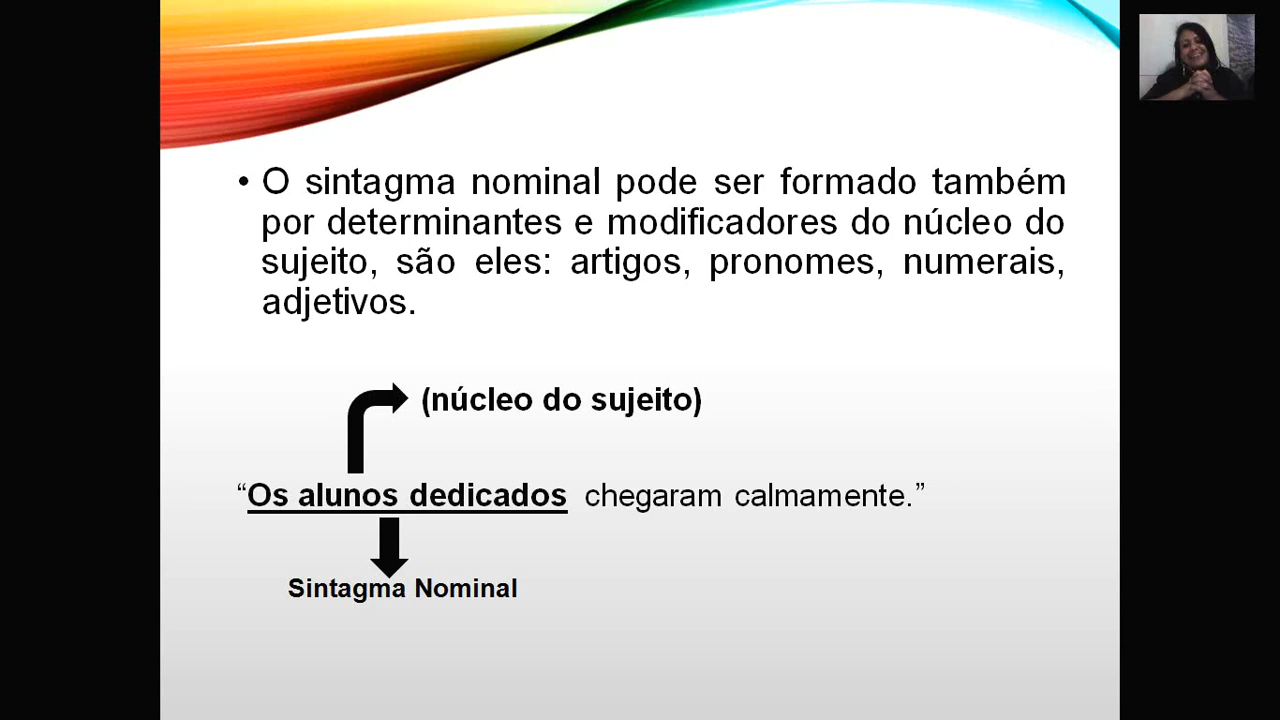 • O sintagma nominal pode ser formado também
por determinantes e modificadores do núcleo do
sujeito, são eles: artigos, pronomes, numerais,
adjetivos.
(núcleo do sujeito)
“Os alunos dedicados chegaram calmamente.”
Sintagma Nominal